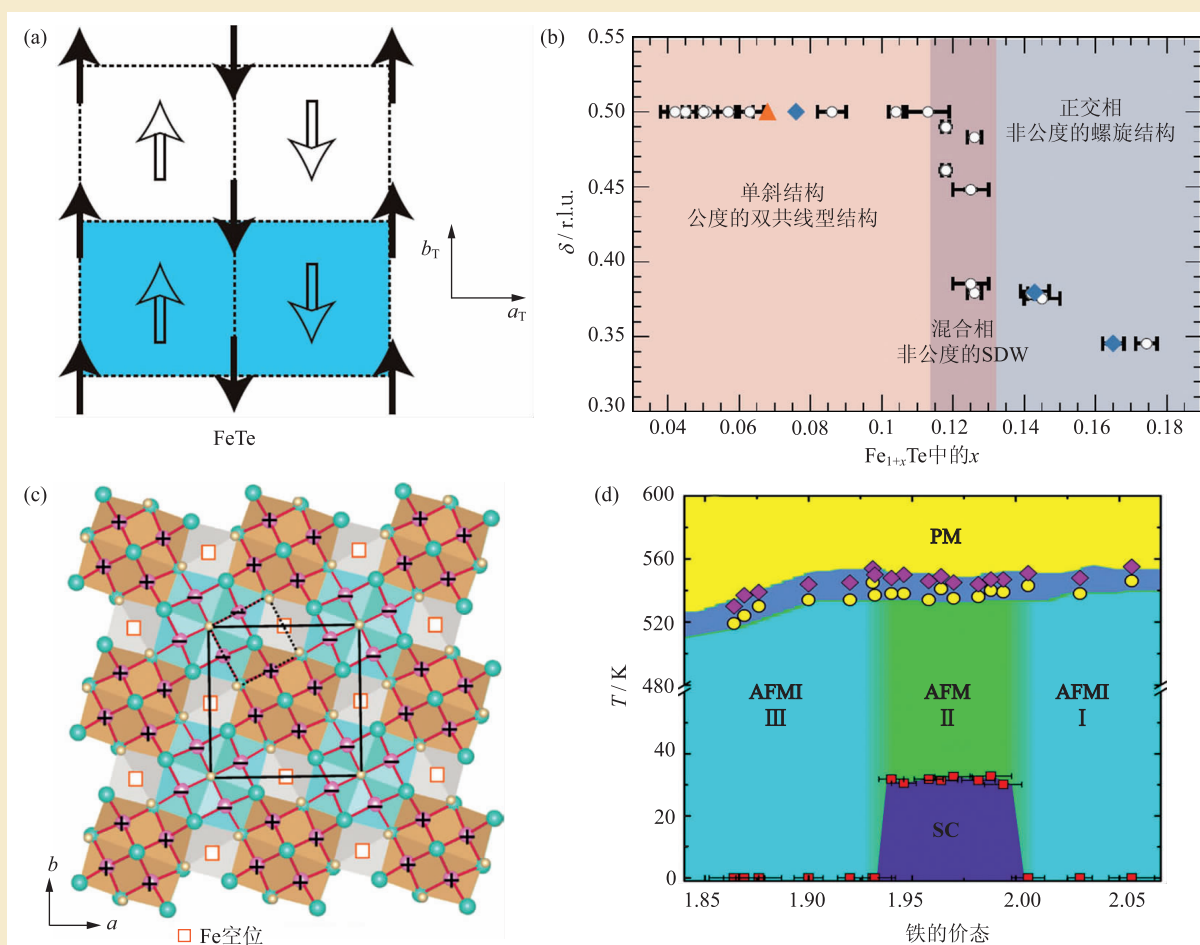 (a)
b_T
a_T
FeTe
(b)
0.55
0.50
0.45
0.40
0.35
0.30
δ / r.l.u.
正交相
非公度的螺旋结构
单斜结构
公度的双共线型结构
混合相
非公度的SDW
0.04 0.06 0.08 0.1 0.12 0.14 0.16 0.18
Fe_{1+x}Te中的x
(c)
b
a
Fe空位
(d)
600
560
520
480
40
20
0
T / K
PM
AFMI
III
AFM
II
AFMI
I
SC
1.85 1.90 1.95 2.00 2.05
铁的价态